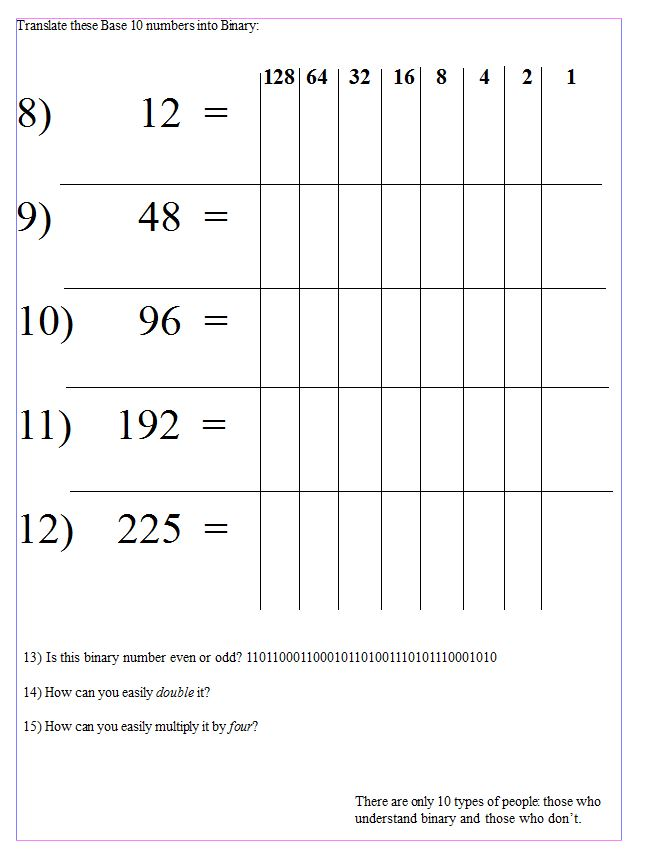 Translate these Base 10 numbers into Binary:
128 64 32 16 8 4 2 1
8) 12 =
9) 48 =
10) 96 =
11) 192 =
12) 225 =
13) Is this binary number even or odd? 1101100011000101101001110101110001010
14) How can you easily double it?
15) How can you easily multiply it by four?
There are only 10 types of people: those who
understand binary and those who don't.